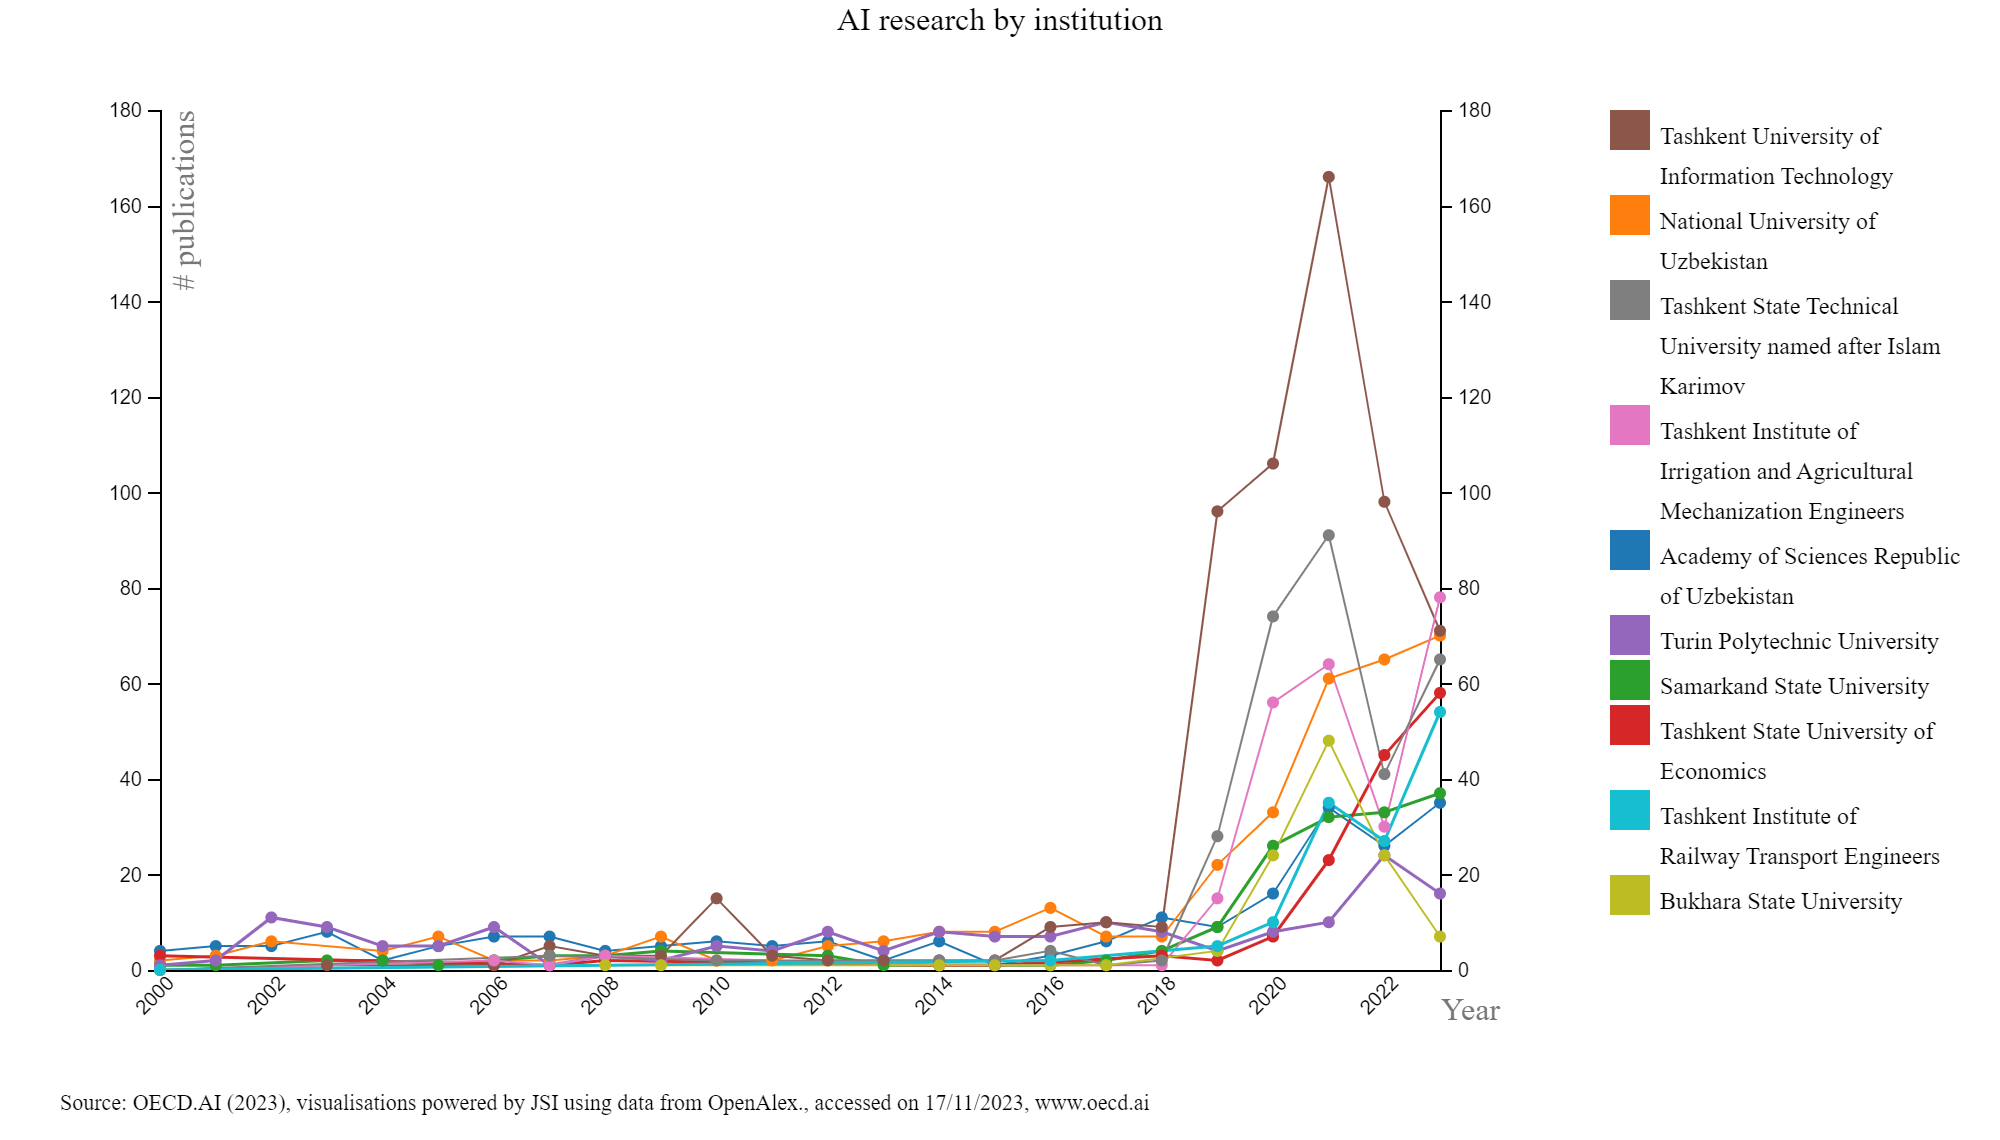 AI research by institution
# publications
180
160
140
120
100
80
60
40
20
0
180
160
140
120
100
80
60
40
20
0
2000
2002
2004
2006
2008
2010
2012
2014
2016
2018
2020
2022
Year
Tashkent University of
Information Technology
National University of
Uzbekistan
Tashkent State Technical
University named after Islam
Karimov
Tashkent Institute of
Irrigation and Agricultural
Mechanization Engineers
Academy of Sciences Republic
of Uzbekistan
Turin Polytechnic University
Samarkand State University
Tashkent State University of
Economics
Tashkent Institute of
Railway Transport Engineers
Bukhara State University
Source: OECD.AI (2023), visualisations powered by JSI using data from OpenAlex., accessed on 17/11/2023, www.oecd.ai